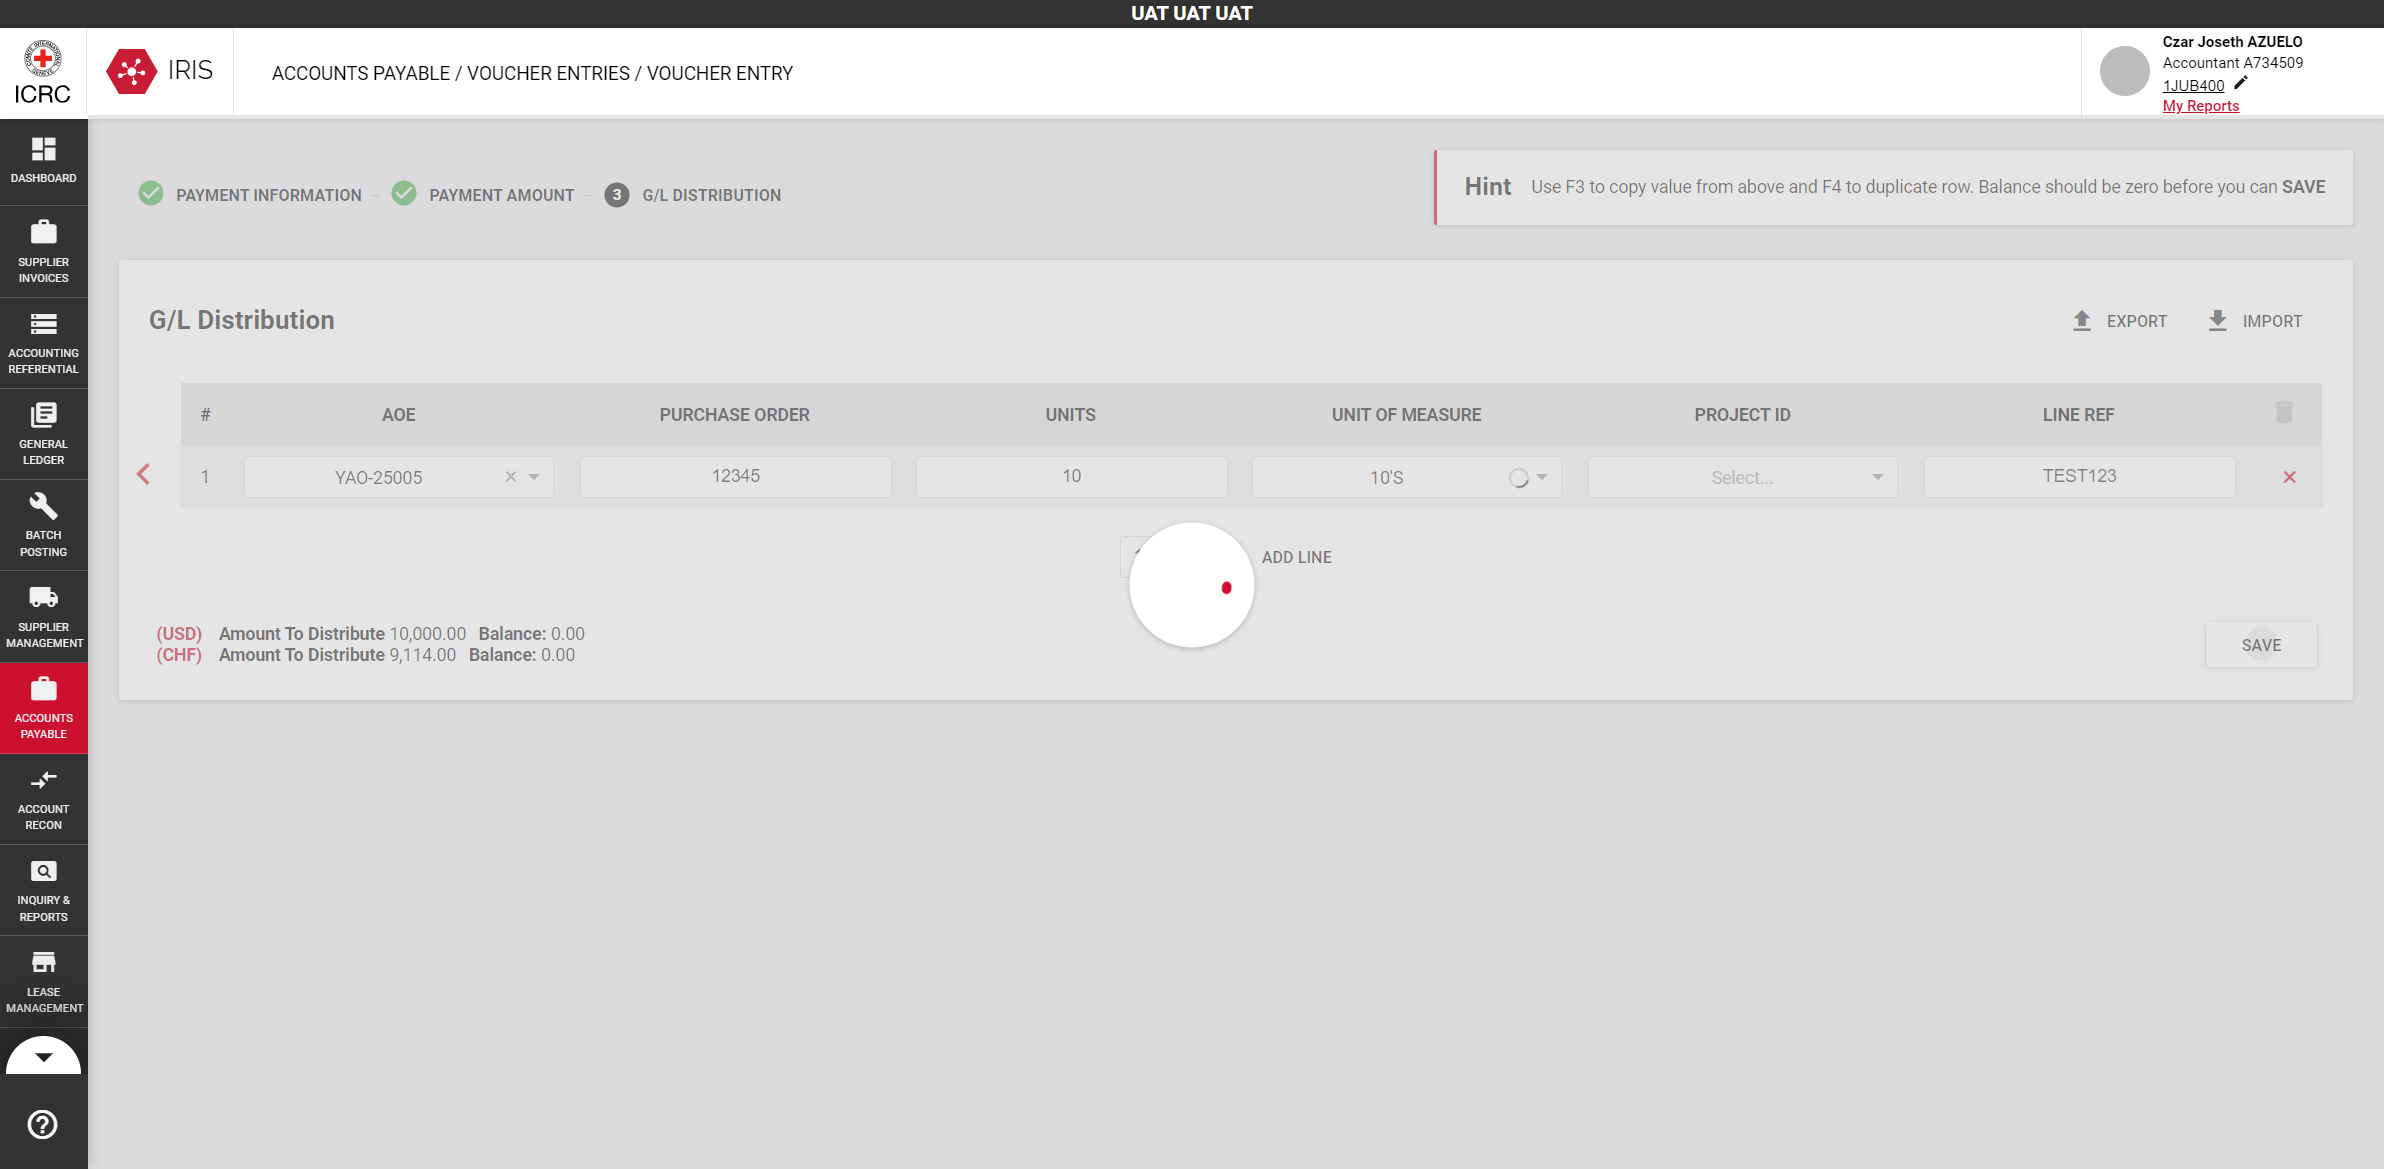 UAT UAT UAT
ICRC
IRIS
ACCOUNTS PAYABLE / VOUCHER ENTRIES / VOUCHER ENTRY
Czar Joseth AZUELO
Accountant A734509
1JUB400
My Reports
DASHBOARD
SUPPLIER
INVOICES
ACCOUNTING
REFERENTIAL
GENERAL
LEDGER
BATCH
POSTING
SUPPLIER
MANAGEMENT
ACCOUNTS
PAYABLE
ACCOUNT
RECON
INQUIRY &
REPORTS
LEASE
MANAGEMENT
PAYMENT INFORMATION
PAYMENT AMOUNT
3 G/L DISTRIBUTION
Hint Use F3 to copy value from above and F4 to duplicate row. Balance should be zero before you can SAVE
G/L Distribution
EXPORT
IMPORT
# AOE PURCHASE ORDER UNITS UNIT OF MEASURE PROJECT ID LINE REF
1 YAO-25005 12345 10 10'S Select... TEST123
ADD LINE
(USD) Amount To Distribute 10,000.00 Balance: 0.00
(CHF) Amount To Distribute 9,114.00 Balance: 0.00
SAVE